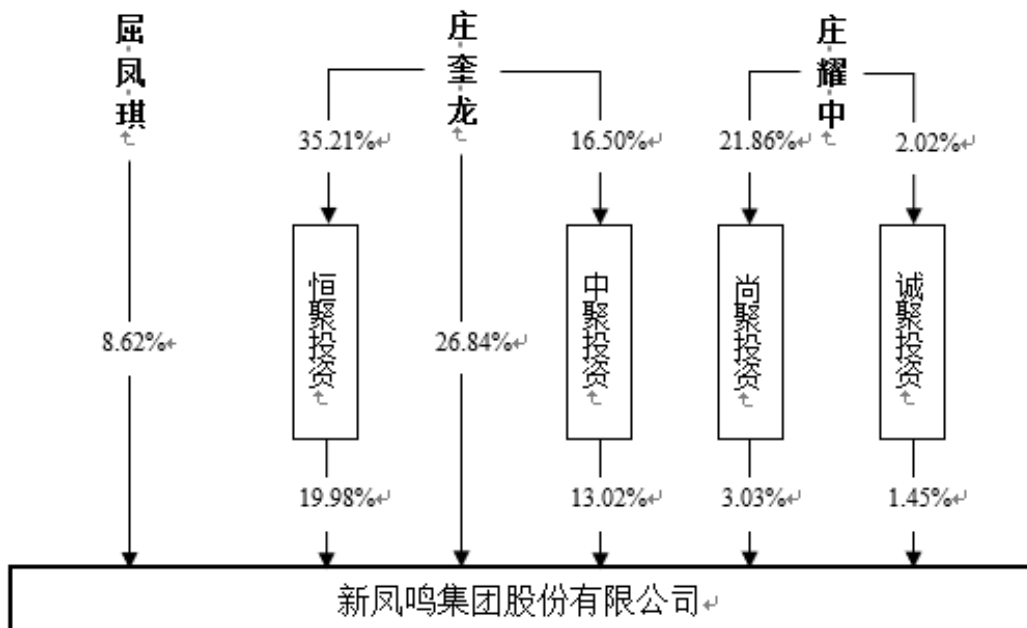 屈凤琪
庄奎龙
庄耀中
35.21%
16.50%
21.86%
2.02%
恒聚投资
中聚投资
尚聚投资
诚聚投资
8.62%
26.84%
19.98%
13.02%
3.03%
1.45%
新凤鸣集团股份有限公司